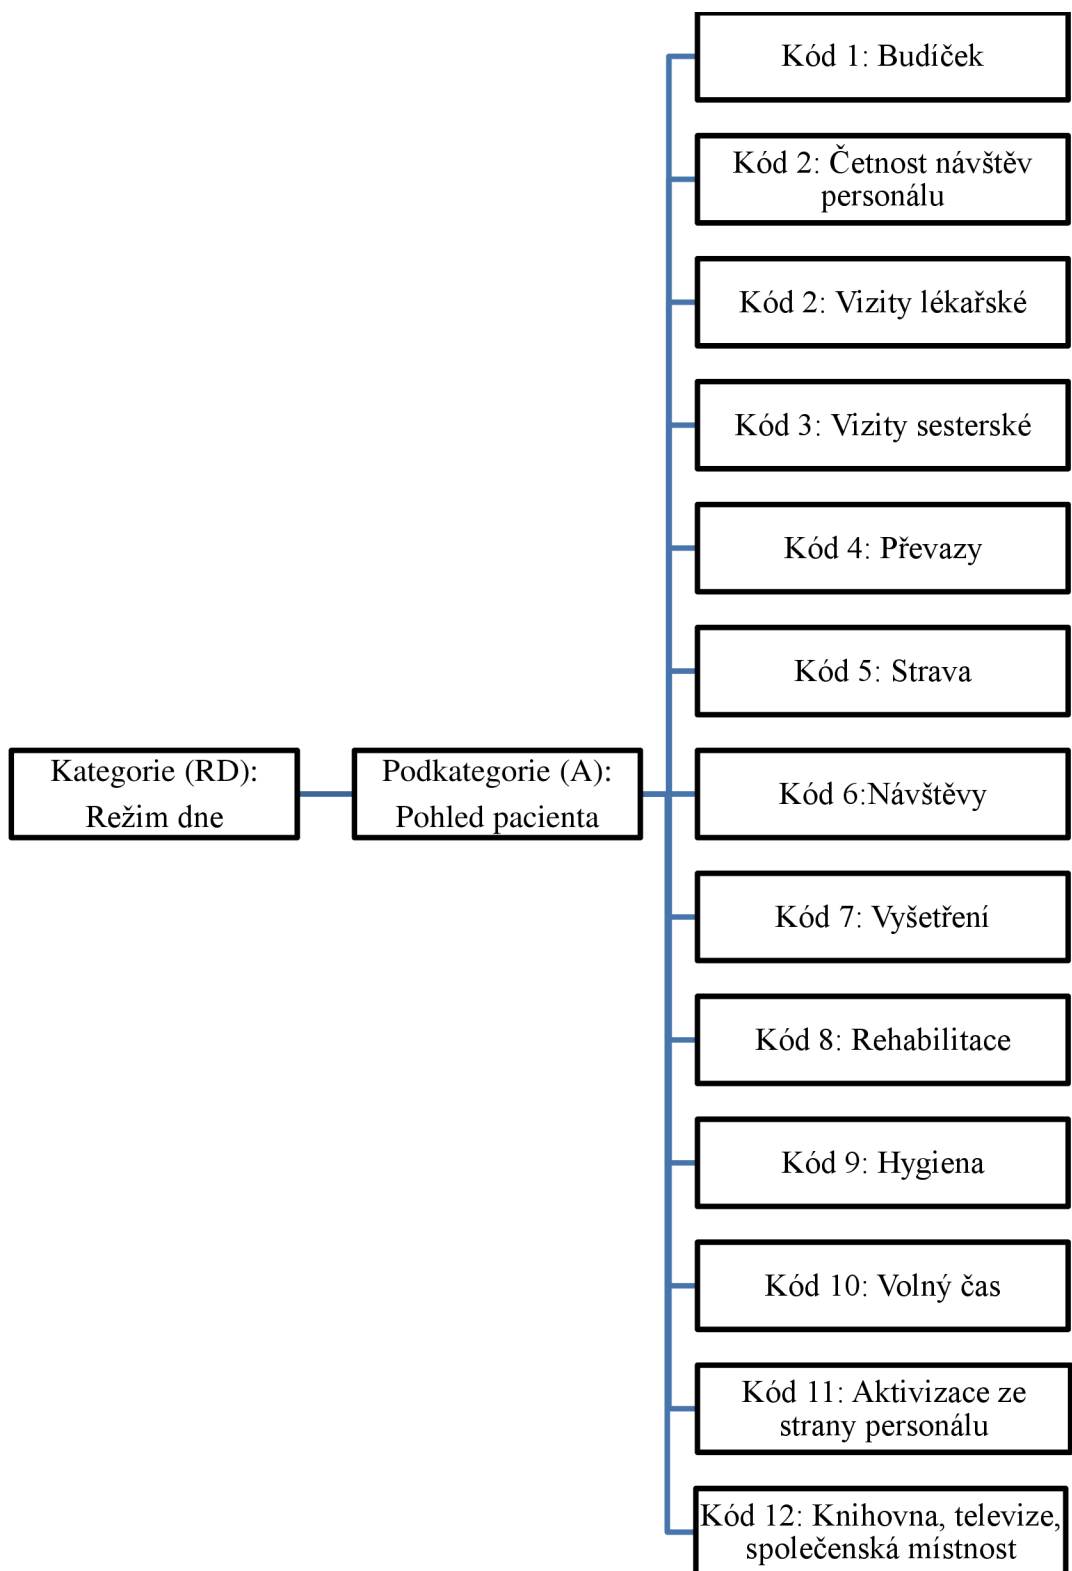 Kód 1: Budíček
Kód 2: Četnost návštěv
personálu
Kód 2: Vizity lékařské
Kód 3: Vizity sesterské
Kód 4: Převazy
Kód 5: Strava
Kategorie (RD):
Režim dne
Podkategorie (A):
Pohled pacienta
Kód 6:Návštěvy
Kód 7: Vyšetření
Kód 8: Rehabilitace
Kód 9: Hygiena
Kód 10: Volný čas
Kód 11: Aktivizace ze
strany personálu
Kód 12: Knihovna, televize,
společenská místnost